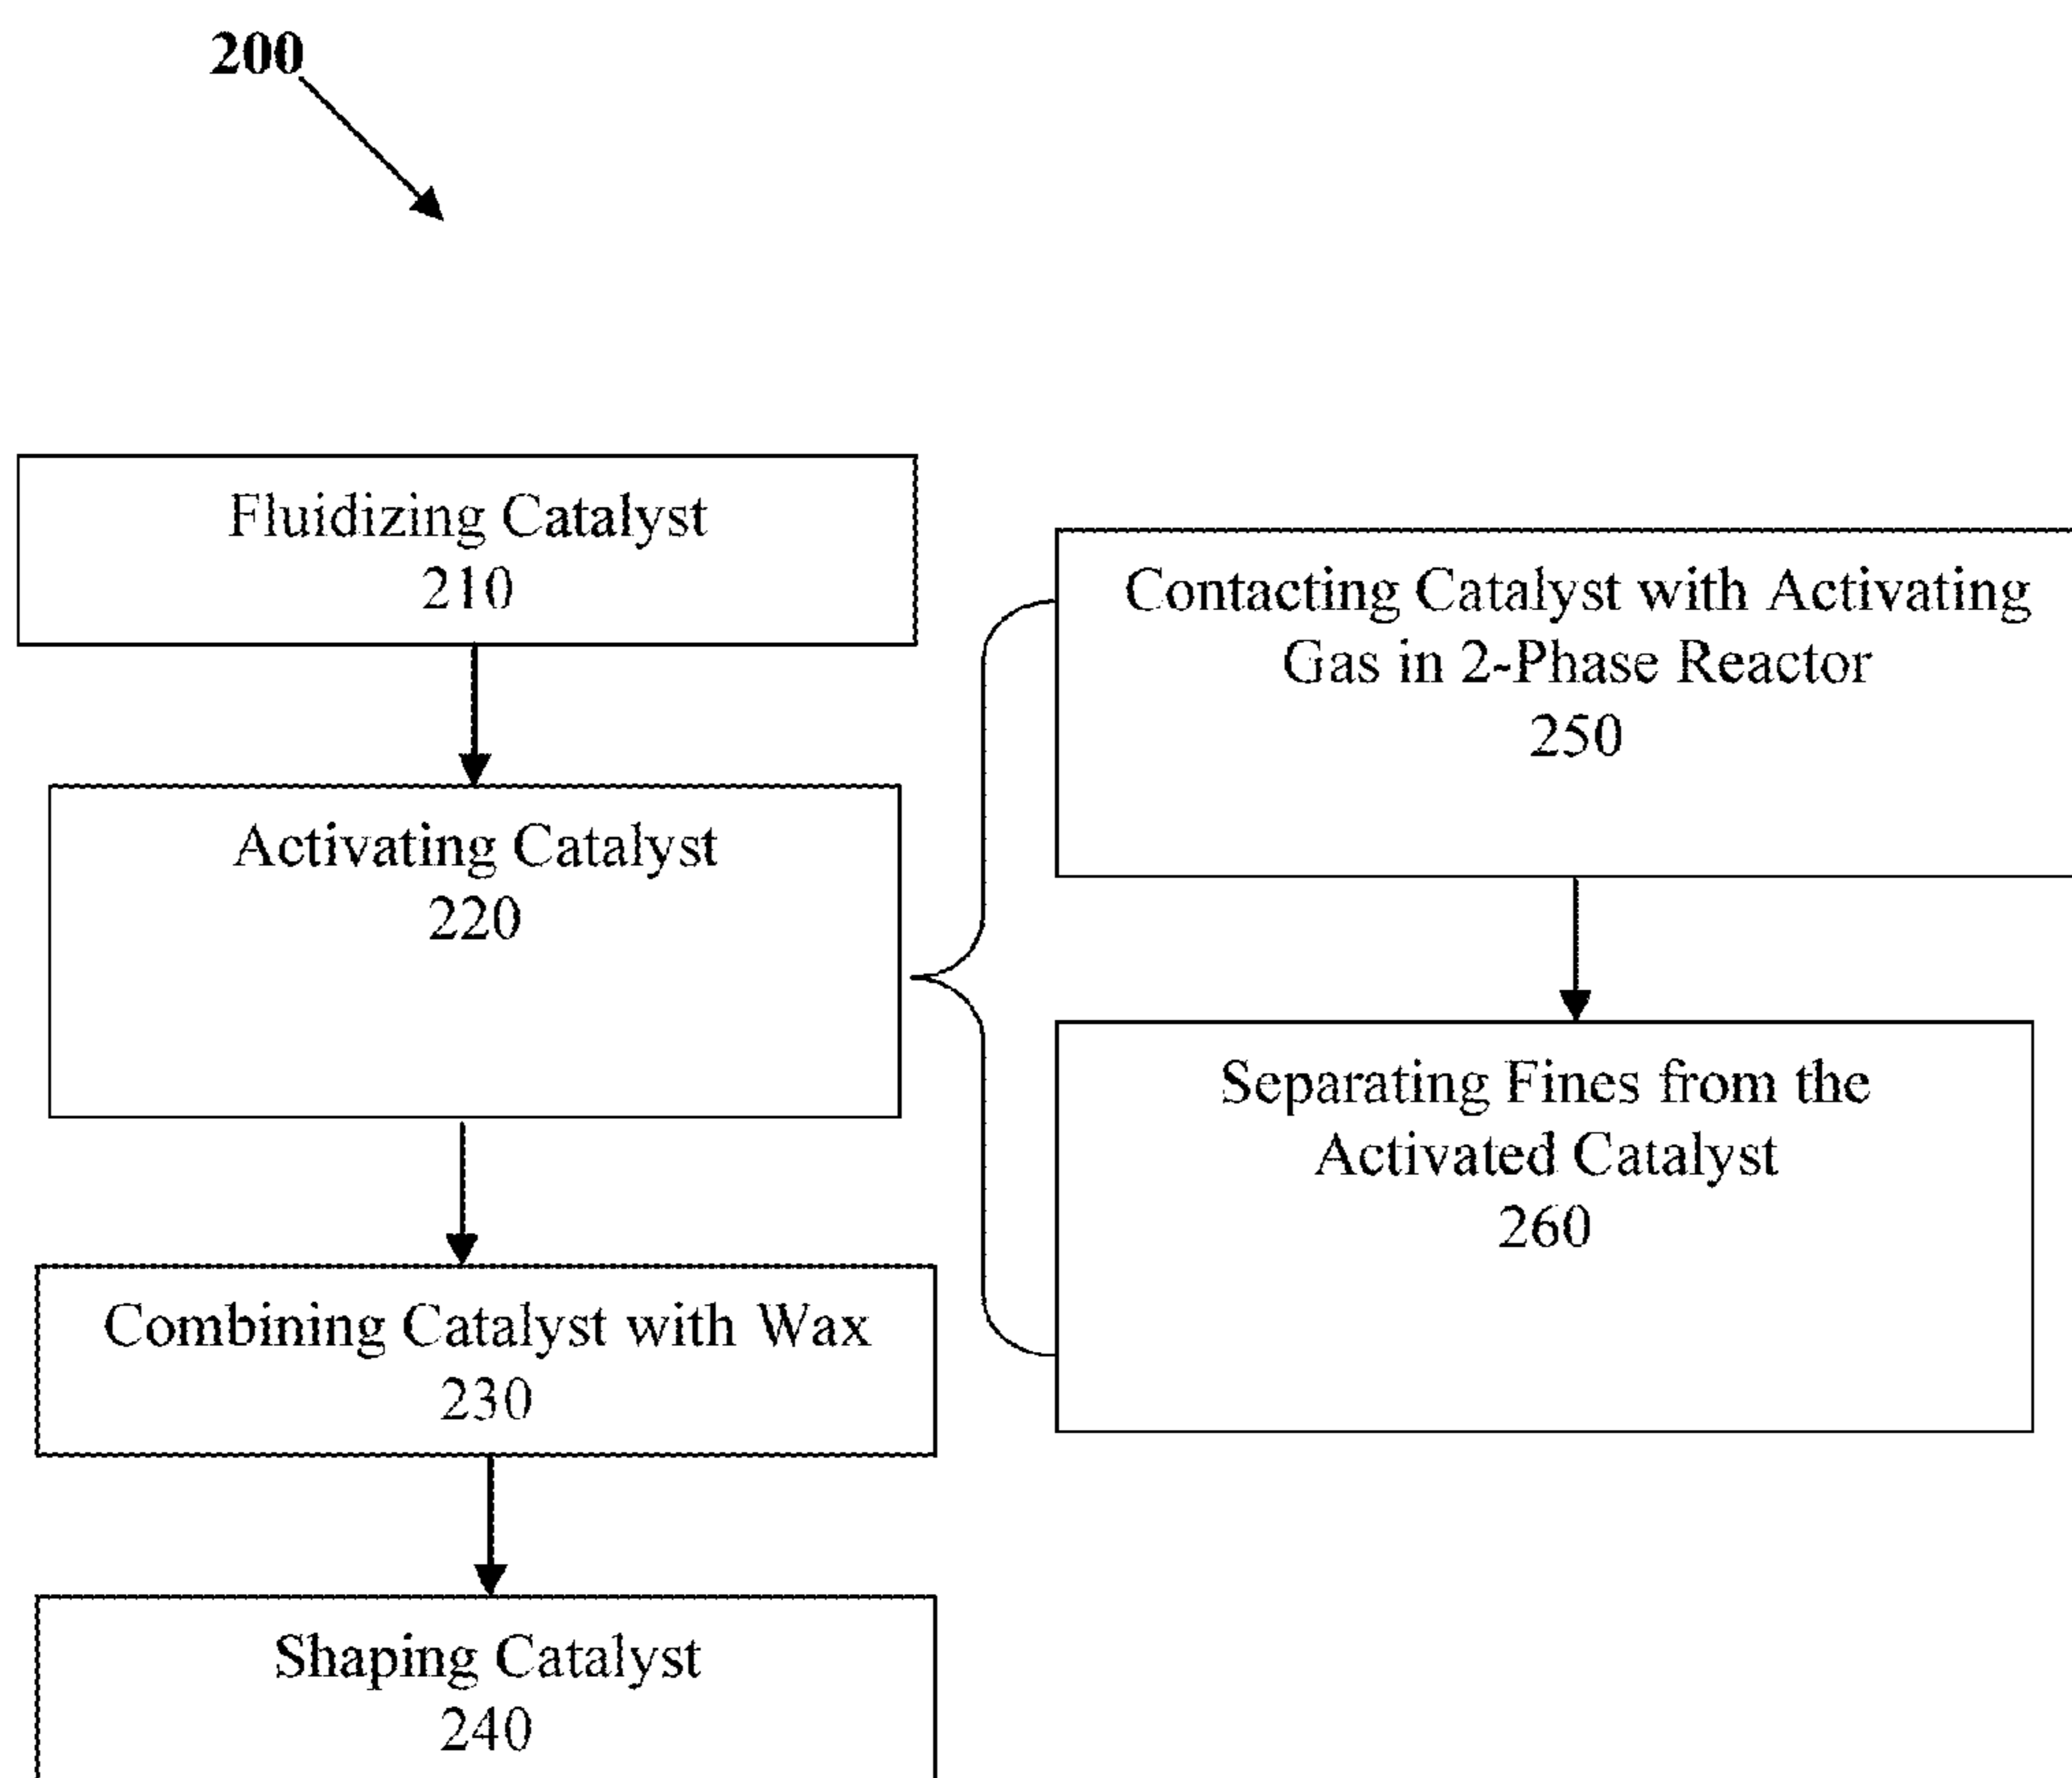 200
Fluidizing Catalyst
210
Activating Catalyst
220
Combining Catalyst with Wax
230
Shaping Catalyst
240
Contacting Catalyst with Activating
Gas in 2-Phase Reactor
250
Separating Fines from the
Activated Catalyst
260